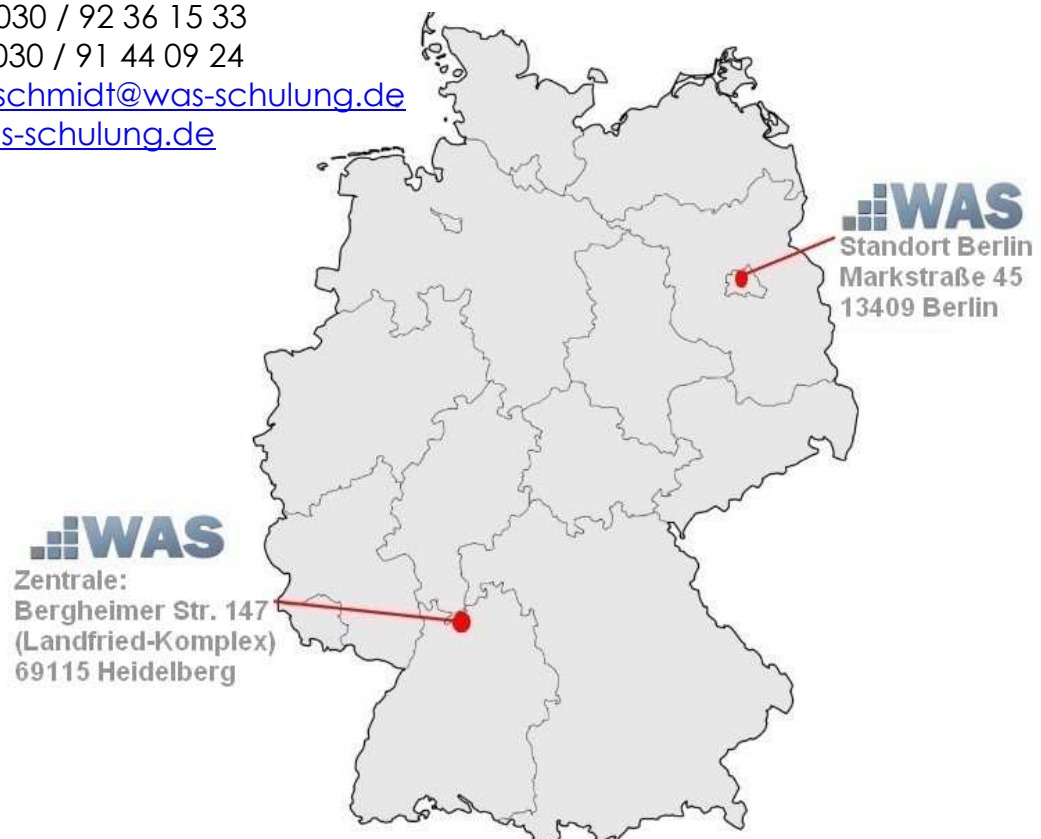 030 / 92 36 15 33
030 / 91 44 09 24
schmidt@was-schulung.de
s-schulung.de
WAS
Standort Berlin
Markstraße 45
13409 Berlin
WAS
Zentrale:
Bergheimer Str. 147
(Landfried-Komplex)
69115 Heidelberg